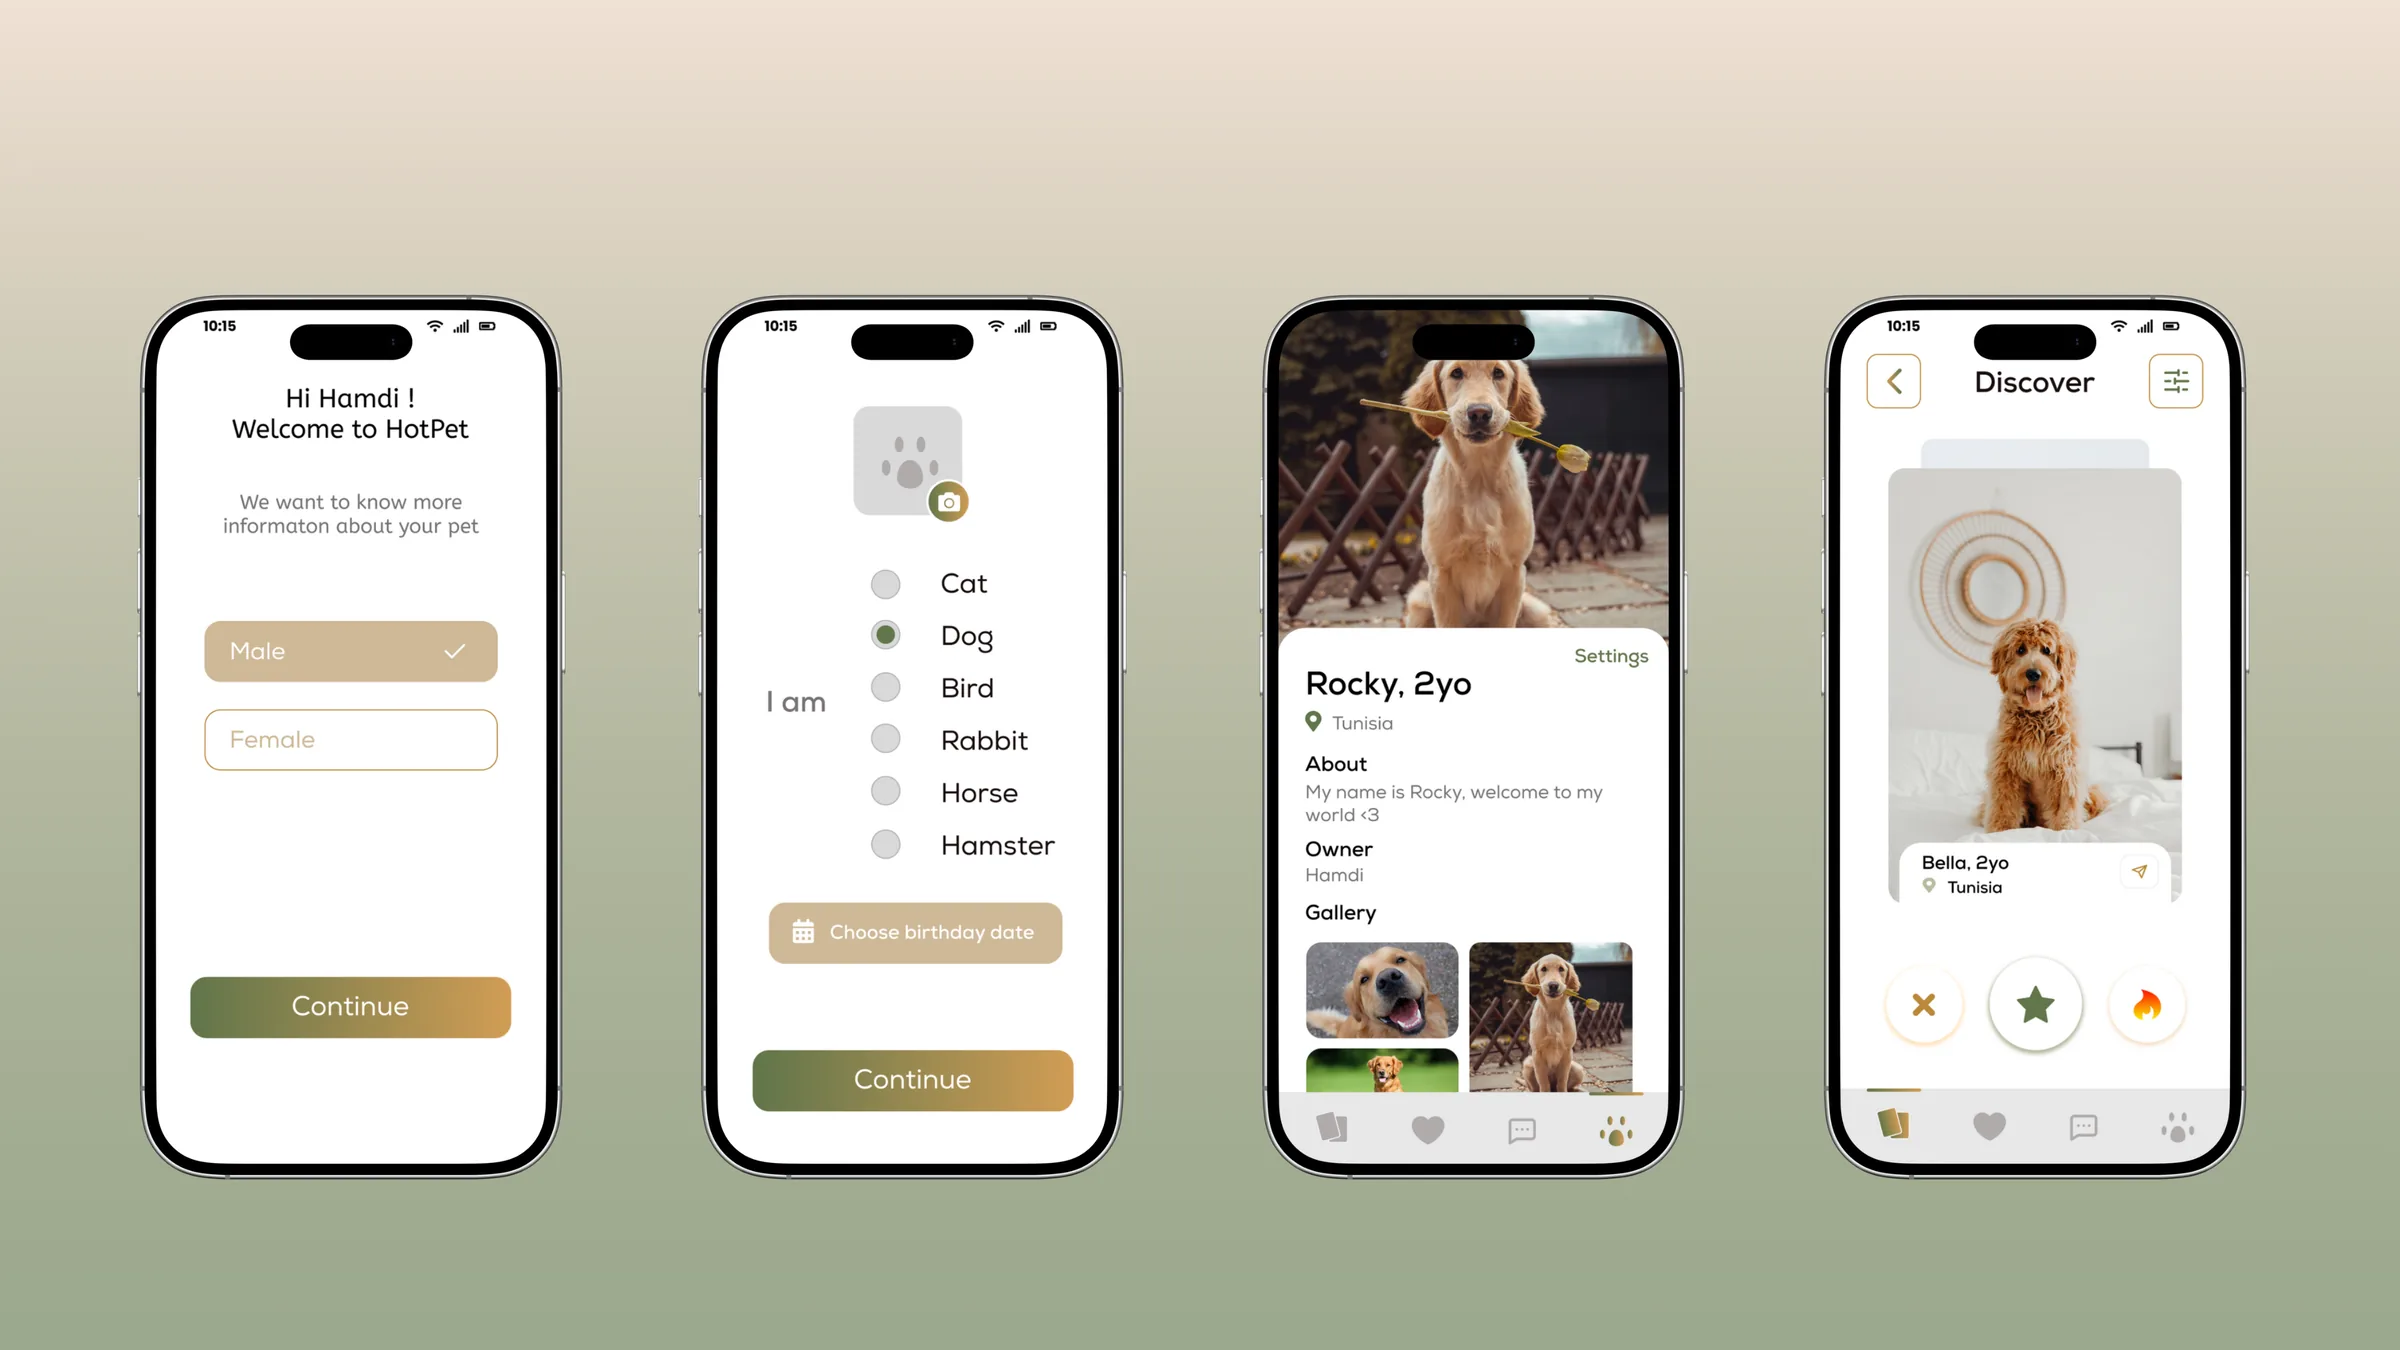 10:15
Hi Hamdi !
Welcome to HotPet
We want to know more
informaton about your pet
Male
Female
Continue
10:15
I am
Cat
Dog
Bird
Rabbit
Horse
Hamster
Choose birthday date
Continue
Settings
Rocky, 2yo
Tunisia
About
My name is Rocky, welcome to my
world <3
Owner
Hamdi
Gallery
10:15
Discover
Bella, 2yo
Tunisia